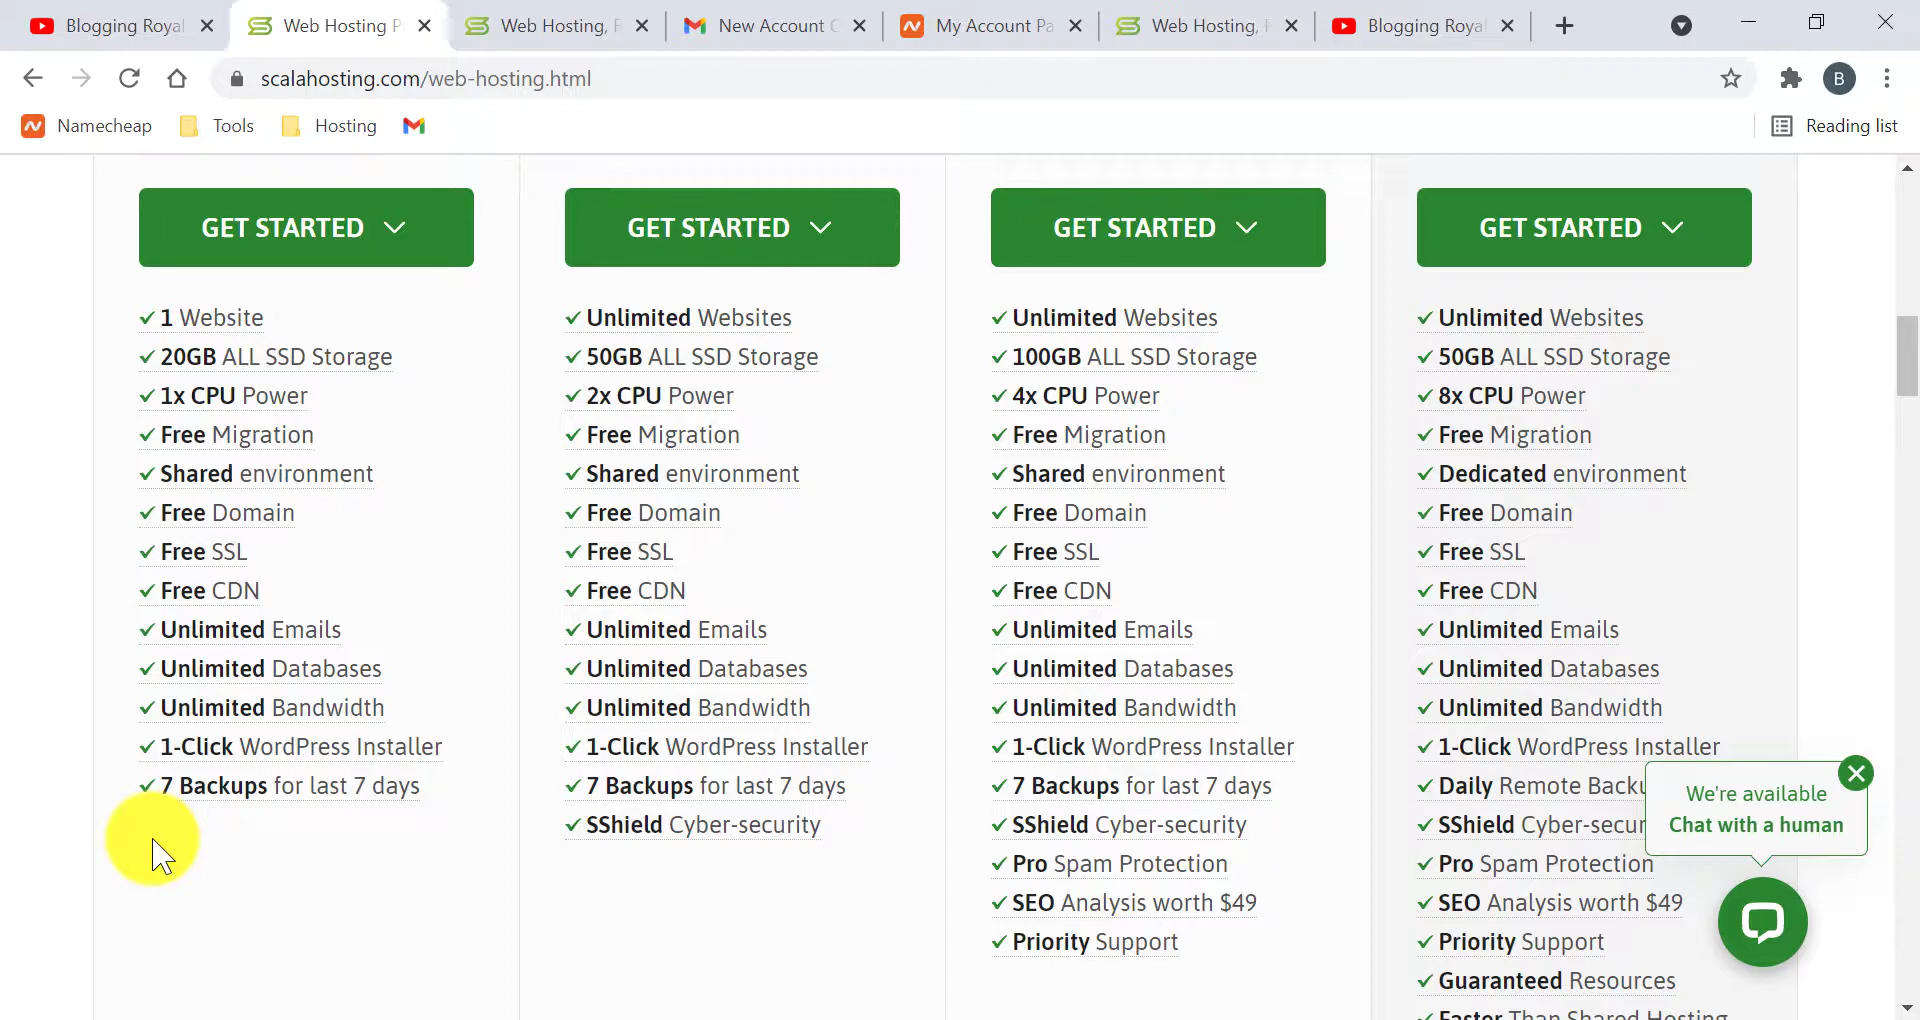 Blogging Royal
Web Hosting P
Web Hosting, R
New Account C
My Account Pa
Web Hosting, R
Blogging Royal
scalahosting.com/web-hosting.html
B
Namecheap
Tools
Hosting
Reading list
GET STARTED
1 Website
20GB ALL SSD Storage
1x CPU Power
Free Migration
Shared environment
Free Domain
Free SSL
Free CDN
Unlimited Emails
Unlimited Databases
Unlimited Bandwidth
1-Click WordPress Installer
7 Backups for last 7 days
GET STARTED
Unlimited Websites
50GB ALL SSD Storage
2x CPU Power
Free Migration
Shared environment
Free Domain
Free SSL
Free CDN
Unlimited Emails
Unlimited Databases
Unlimited Bandwidth
1-Click WordPress Installer
7 Backups for last 7 days
SShield Cyber-security
GET STARTED
Unlimited Websites
100GB ALL SSD Storage
4x CPU Power
Free Migration
Shared environment
Free Domain
Free SSL
Free CDN
Unlimited Emails
Unlimited Databases
Unlimited Bandwidth
1-Click WordPress Installer
7 Backups for last 7 days
SShield Cyber-security
Pro Spam Protection
SEO Analysis worth $49
Priority Support
GET STARTED
Unlimited Websites
50GB ALL SSD Storage
8x CPU Power
Free Migration
Dedicated environment
Free Domain
Free SSL
Free CDN
Unlimited Emails
Unlimited Databases
Unlimited Bandwidth
1-Click WordPress Installer
Daily Remote Backu
SShield Cyber-secur
Pro Spam Protection
SEO Analysis worth $49
Priority Support
Guaranteed Resources
Faster Than Shared Hosting
We're available
Chat with a human